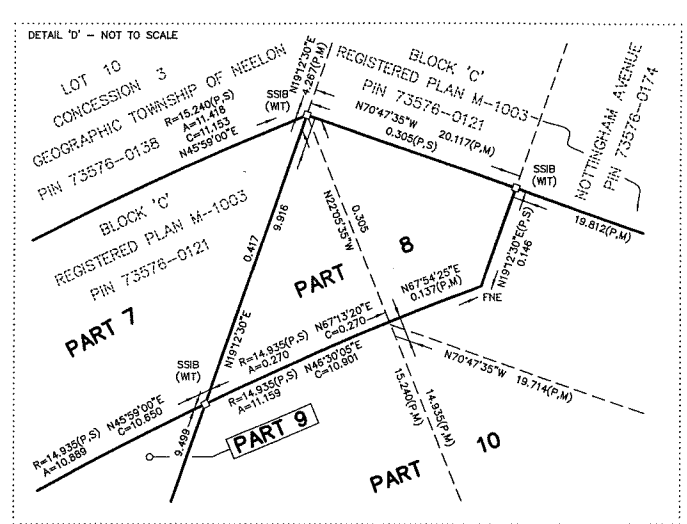 DETAIL 'D' – NOT TO SCALE
LOT 10
CONCESSION 3
GEOGRAPHIC TOWNSHIP OF NEELON
PIN 73576–0138
R=15.240(P,S)
A=11.416
C=11.153
N45°59'00"E
SSIB
(WIT)
N19°12'30"E
4.267(P,M)
BLOCK 'C'
REGISTERED PLAN M–1003
PIN 73576–0121
N70°47'35"W 20.117(P,M)
0.305(P,S)
NOTTINGHAM AVENUE
PIN 73576–0174
SSIB
(WIT)
19.812(P,M)
BLOCK 'C'
REGISTERED PLAN M–1003
PIN 73576–0121
PART 7
9.916
0.417
N19°12'30"E
N22°05'35"W 0.305
PART 8
N19°12'30"E(P,S)
0.146
N67°54'25"E
0.137(P,M)
FNE
R=14.935(P,S) N67°13'20"E
A=0.270 C=0.270
SSIB
(WIT)
R=14.935(P,S) N46°30'05"E
A=11.159 C=10.901
N70°47'35"W 19.714(P,M)
N45°59'00"E
R=14.935(P,S) C=10.650
A=10.889
9.499
PART 9
15.240(P,M)
14.935(P,M)
PART 10